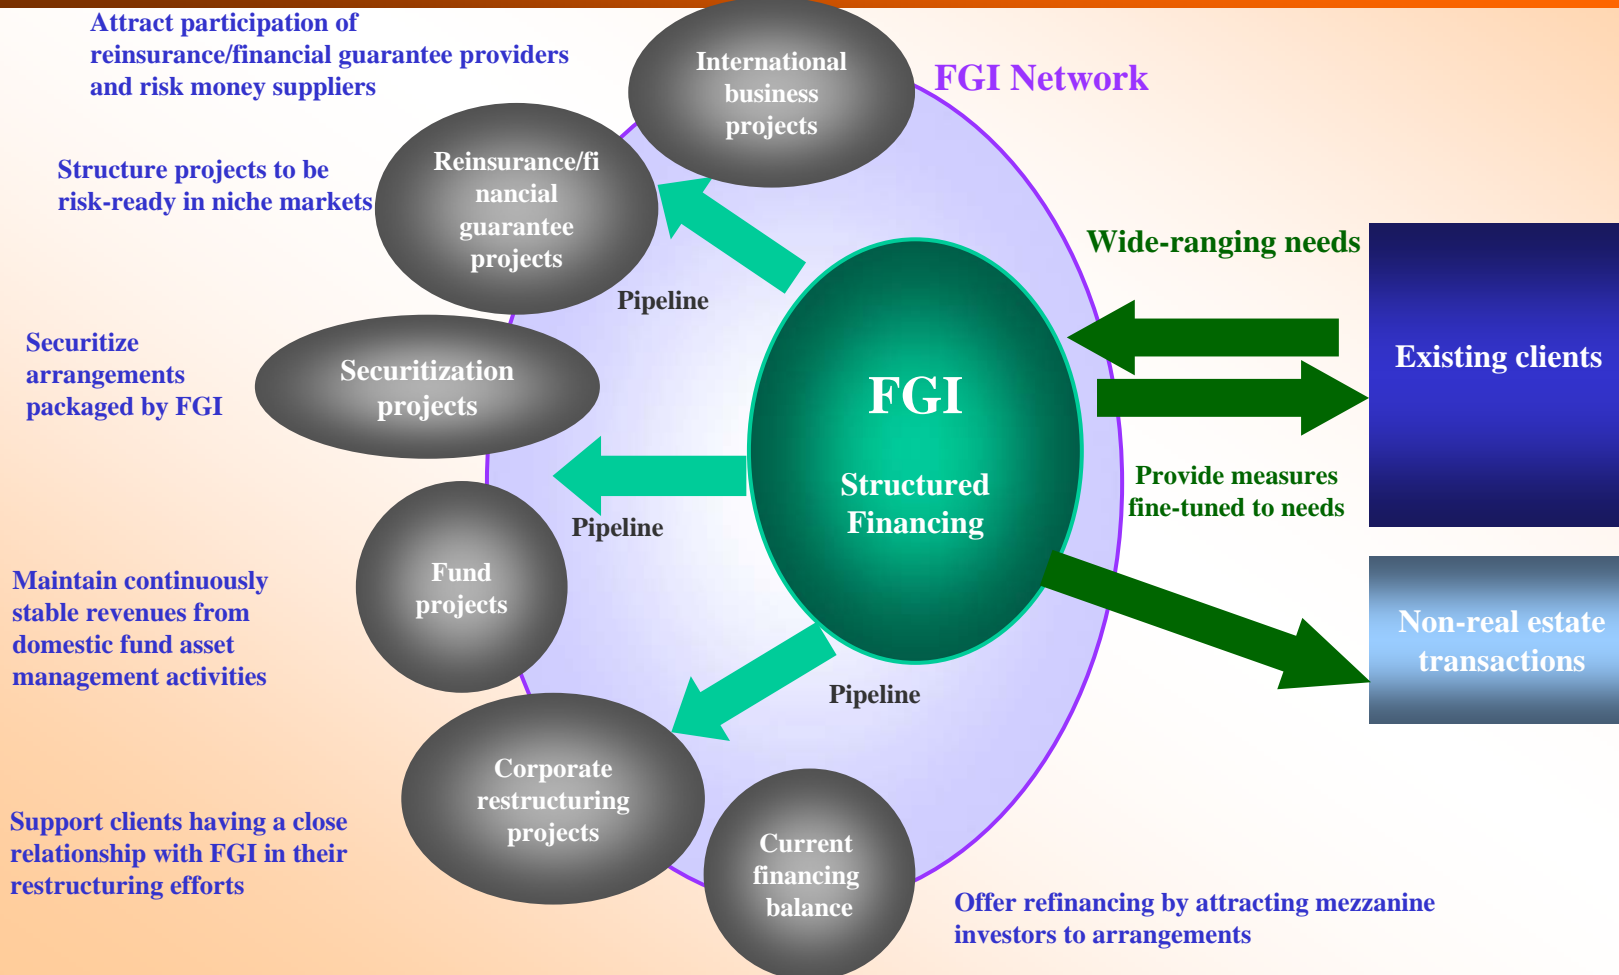 Attract participation of
reinsurance/financial guarantee providers
and risk money suppliers
International
business
projects
FGI Network
Reinsurance/fi
nancial
guarantee
projects
Structure projects to be
risk-ready in niche markets
Pipeline
Wide-ranging needs
Existing clients
Securitize
arrangements
packaged by FGI
Securitization
projects
FGI
Structured
Financing
Provide measures
fine-tuned to needs
Pipeline
Fund
projects
Maintain continuously
stable revenues from
domestic fund asset
management activities
Non-real estate
transactions
Pipeline
Corporate
restructuring
projects
Support clients having a close
relationship with FGI in their
restructuring efforts
Current
financing
balance
Offer refinancing by attracting mezzanine
investors to arrangements